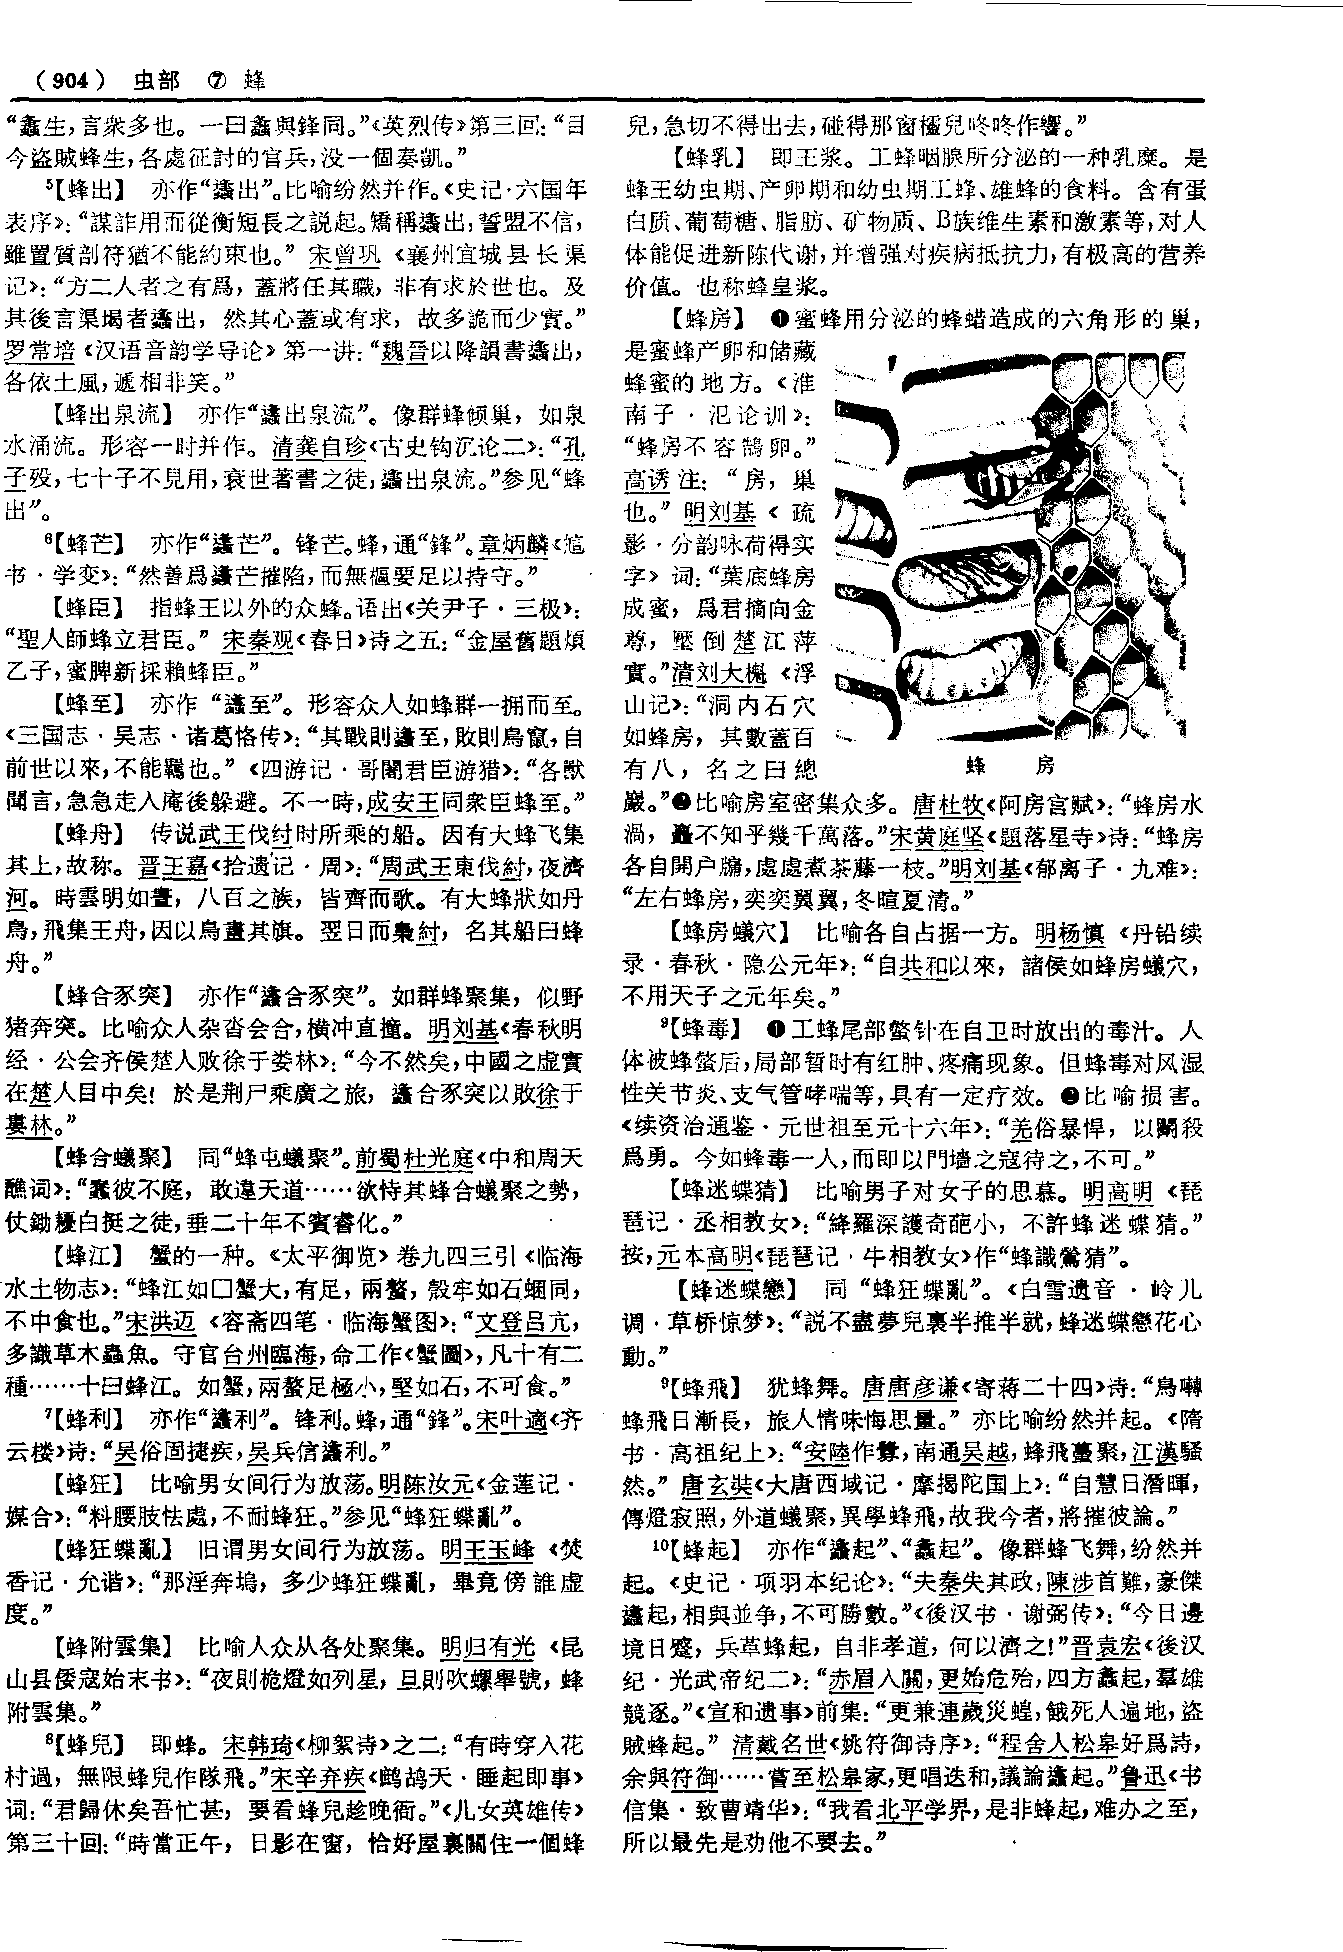 （904） 虫部 ⑦ 蜂
“蠭生，言衆多也。一曰蠭與鋒同。”《英烈传》第三回：“目
今盜賊蜂生，各處征討的官兵，没一個奏凱。”
⁵【蜂出】 亦作“蠭出”。比喻纷然并作。《史记·六国年
表序》：“謀詐用而從衡短長之説起。矯稱蠭出，誓盟不信，
雖置質剖符猶不能約束也。” 宋曾巩《襄州宜城县长渠
记》：“方二人者之有爲，蓋將任其職，非有求於世也。及
其後言渠堨者蠭出，然其心蓋或有求，故多詭而少實。”
罗常培《汉语音韵学导论》第一讲：“魏晉以降韻書蠭出，
各依土風，遞相非笑。”
【蜂出泉流】 亦作“蠭出泉流”。像群蜂倾巢，如泉
水涌流。形容一时并作。清龚自珍《古史钩沉论二》：“孔
子殁，七十子不見用，衰世著書之徒，蠭出泉流。”参见“蜂
出”。
⁶【蜂芒】 亦作“蠭芒”。锋芒。蜂，通“鋒”。章炳麟《訄
书·学变》：“然善爲蠭芒摧陷，而無樞要足以持守。”
【蜂臣】 指蜂王以外的众蜂。语出《关尹子·三极》：
“聖人師蜂立君臣。” 宋秦观《春日》诗之五：“金屋舊題煩
乙子，蜜脾新採賴蜂臣。”
【蜂至】 亦作“蠭至”。形容众人如蜂群一拥而至。
《三国志·吴志·诸葛恪传》：“其戰則蠭至，敗則鳥竄，自
前世以來，不能羈也。”《四游记·哥闍君臣游猎》：“各獸
聞言，急急走入庵後躲避。不一時，成安王同衆臣蜂至。”
【蜂舟】 传说武王伐纣时所乘的船。因有大蜂飞集
其上，故称。晋王嘉《拾遗记·周》：“周武王東伐紂，夜濟
河。時雲明如晝，八百之族，皆齊而歌。有大蜂狀如丹
鳥，飛集王舟，因以鳥畫其旗。翌日而梟紂，名其船曰蜂
舟。”
【蜂合豕突】 亦作“蠭合豕突”。如群蜂聚集，似野
猪奔突。比喻众人杂沓会合，横冲直撞。明刘基《春秋明
经·公会齐侯楚人败徐于娄林》：“今不然矣，中國之虛實
在楚人目中矣！於是荆尸乘廣之旅，蠭合豕突以敗徐于
婁林。”
【蜂合蟻聚】 同“蜂屯蟻聚”。前蜀杜光庭《中和周天
醮词》：“蠢彼不庭，敢違天道……欲恃其蜂合蟻聚之勢，
仗鋤櫌白挺之徒，垂二十年不賓睿化。”
【蜂江】 蟹的一种。《太平御览》卷九四三引《临海
水土物志》：“蜂江如□蟹大，有足，兩螯，殼牢如石蜠同，
不中食也。”宋洪迈《容斋四笔·临海蟹图》：“文登吕亢，
多識草木蟲魚。守官台州臨海，命工作《蟹圖》，凡十有二
種……十曰蜂江。如蟹，兩螯足極小，堅如石，不可食。”
⁷【蜂利】 亦作“蠭利”。锋利。蜂，通“鋒”。宋叶適《齐
云楼》诗：“吴俗固捷疾，吴兵信蠭利。”
【蜂狂】 比喻男女间行为放荡。明陈汝元《金莲记·
媒合》：“料腰肢怯處，不耐蜂狂。”参见“蜂狂蝶亂”。
【蜂狂蝶亂】 旧谓男女间行为放荡。明王玉峰《焚
香记·允谐》：“那淫奔塢，多少蜂狂蝶亂，畢竟傍誰虛
度。”
【蜂附雲集】 比喻人众从各处聚集。明归有光《昆
山县倭寇始末书》：“夜則桅燈如列星，旦則吹螺舉號，蜂
附雲集。”
⁸【蜂兒】 即蜂。宋韩琦《柳絮诗》之二：“有時穿入花
村過，無限蜂兒作隊飛。”宋辛弃疾《鹧鸪天·睡起即事》
词：“君歸休矣吾忙甚，要看蜂兒趁晚衙。”《儿女英雄传》
第三十回：“時當正午，日影在窗，恰好屋裏關住一個蜂
兒，急切不得出去，碰得那窗櫺兒咚咚作響。”
【蜂乳】 即王浆。工蜂咽腺所分泌的一种乳糜。是
蜂王幼虫期、产卵期和幼虫期工蜂、雄蜂的食料。含有蛋
白质、葡萄糖、脂肪、矿物质、B族维生素和激素等，对人
体能促进新陈代谢，并增强对疾病抵抗力，有极高的营养
价值。也称蜂皇浆。
【蜂房】 ❶蜜蜂用分泌的蜂蜡造成的六角形的巢，
是蜜蜂产卵和储藏
蜂蜜的地方。《淮
南子·氾论训》：
“蜂房不容鵠卵。”
高诱注：“房，巢
也。”明刘基《疏
影·分韵咏荷得实
字》词：“葉底蜂房
成蜜，爲君摘向金
尊，壓倒楚江萍
實。”清刘大櫆《浮
山记》：“洞内石穴
如蜂房，其數蓋百
有八，名之曰總
巖。”❷比喻房室密集众多。唐杜牧《阿房宫赋》：“蜂房水
渦，矗不知乎幾千萬落。”宋黄庭坚《題落星寺》诗：“蜂房
各自開户牖，處處煮茶藤一枝。”明刘基《郁离子·九难》：
“左右蜂房，奕奕翼翼，冬暄夏清。”
蜂 房
【蜂房蟻穴】 比喻各自占据一方。明杨慎《丹铅续
录·春秋·隐公元年》：“自共和以來，諸侯如蜂房蟻穴，
不用天子之元年矣。”
⁹【蜂毒】 ❶工蜂尾部螫针在自卫时放出的毒汁。人
体被蜂螫后，局部暂时有红肿、疼痛现象。但蜂毒对风湿
性关节炎、支气管哮喘等，具有一定疗效。❷比喻损害。
《续资治通鉴·元世祖至元十六年》：“羌俗暴悍，以鬭殺
爲勇。今如蜂毒一人，而即以門墙之寇待之，不可。”
【蜂迷蝶猜】 比喻男子对女子的思慕。明高明《琵
琶记·丞相教女》：“絳羅深護奇葩小，不許蜂迷蝶猜。”
按，元本高明《琵琶记·牛相教女》作“蜂識鶯猜”。
【蜂迷蝶戀】 同“蜂狂蝶亂”。《白雪遗音·岭儿
调·草桥惊梦》：“説不盡夢兒裏半推半就，蜂迷蝶戀花心
動。”
⁹【蜂飛】 犹蜂舞。唐唐彦谦《寄蒋二十四》诗：“鳥囀
蜂飛日漸長，旅人情味悔思量。” 亦比喻纷然并起。《隋
书·高祖纪上》：“安陸作釁，南通吴越，蜂飛蠆聚，江漢騷
然。” 唐玄奘《大唐西域记·摩揭陀国上》：“自慧日潛暉，
傳燈寂照，外道蟻聚，異學蜂飛，故我今者，將摧彼論。”
¹⁰【蜂起】 亦作“蠭起”、“蠭起”。像群蜂飞舞，纷然并
起。《史记·项羽本纪论》：“夫秦失其政，陳涉首難，豪傑
蠭起，相與並争，不可勝數。”《後汉书·谢弼传》：“今日邊
境日蹙，兵革蜂起，自非孝道，何以濟之！”晋袁宏《後汉
纪·光武帝纪二》：“赤眉入關，更始危殆，四方蠭起，羣雄
競逐。”《宣和遗事》前集：“更兼連歲災蝗，餓死人遍地，盗
賊蜂起。” 清戴名世《姚符御诗序》：“程舍人松皋好爲詩，
余與符御……嘗至松皋家，更唱迭和，議論蠭起。”鲁迅《书
信集·致曹靖华》：“我看北平学界，是非蜂起，难办之至，
所以最先是劝他不要去。”